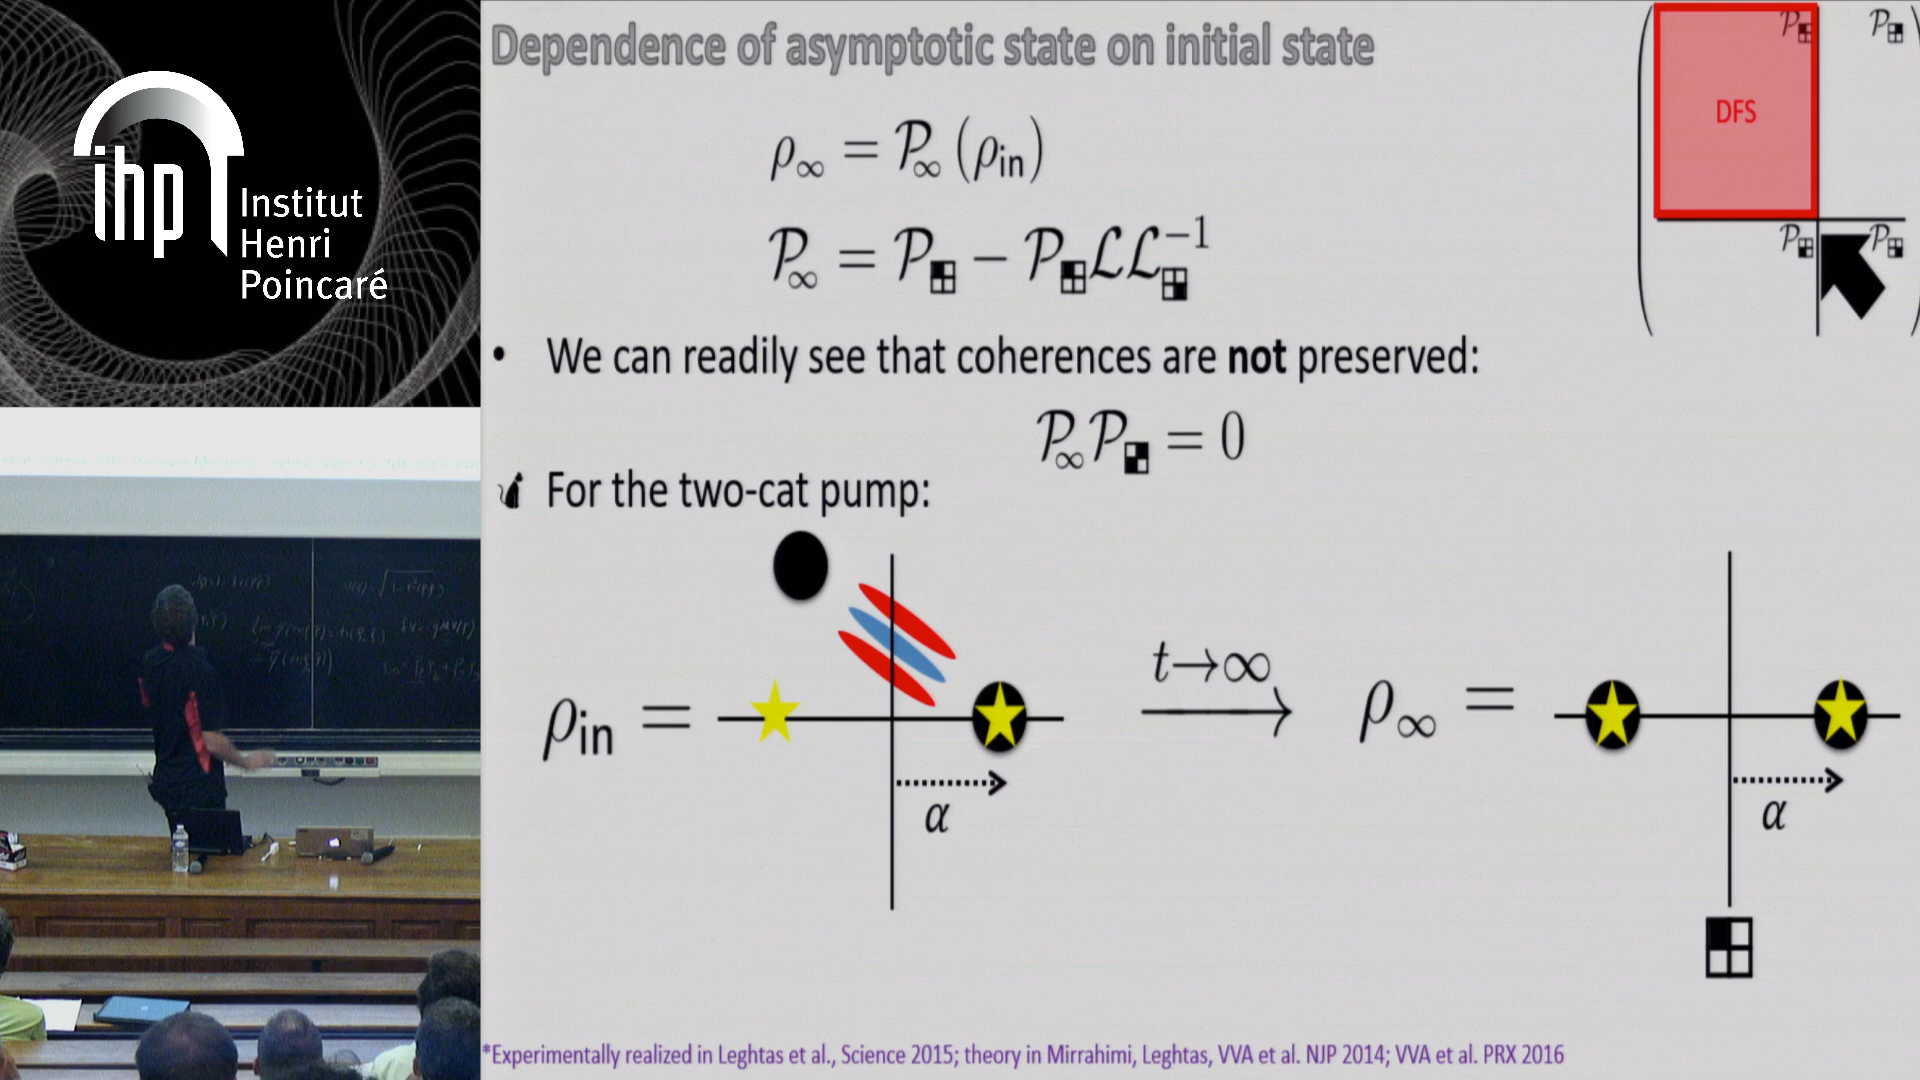 ihp
Institut
Henri
Poincaré
Dependence of asymptotic state on initial state
ρ∞ = 𝒫∞ (ρin)
𝒫∞ = 𝒫⬓ − 𝒫⬓ ℒℒ⁻¹
• We can readily see that coherences are not preserved:
𝒫∞𝒫 = 0
For the two-cat pump:
ρin =
α
t→∞
ρ∞ =
α
DFS
𝒫 𝒫
𝒫 𝒫
*Experimentally realized in Leghtas et al., Science 2015; theory in Mirrahimi, Leghtas, VVA et al. NJP 2014; VVA et al. PRX 2016